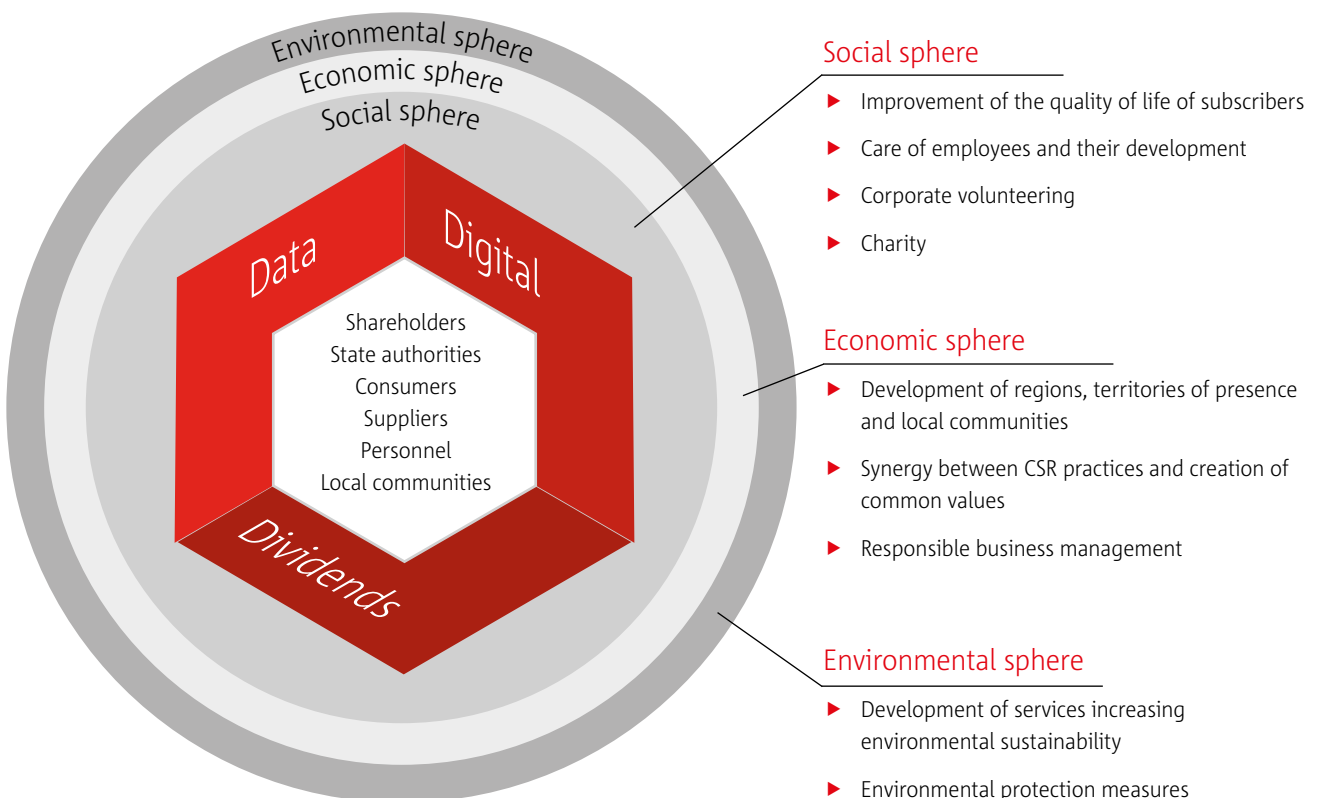 Environmental sphere
Economic sphere
Social sphere
Data
Digital
Shareholders
State authorities
Consumers
Suppliers
Personnel
Local communities
Dividends
Social sphere
▶ Improvement of the quality of life of subscribers
▶ Care of employees and their development
▶ Corporate volunteering
▶ Charity
Economic sphere
▶ Development of regions, territories of presence
and local communities
▶ Synergy between CSR practices and creation of
common values
▶ Responsible business management
Environmental sphere
▶ Development of services increasing
environmental sustainability
▶ Environmental protection measures